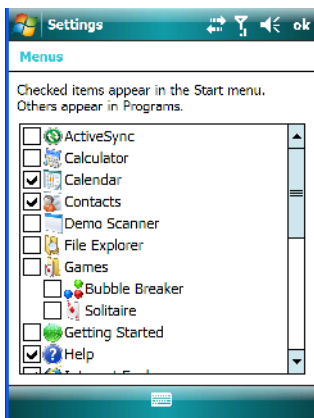 Settings ok
Menus
Checked items appear in the Start menu.
Others appear in Programs.
ActiveSync
Calculator
Calendar
Contacts
Demo Scanner
File Explorer
Games
Bubble Breaker
Solitaire
Getting Started
Help